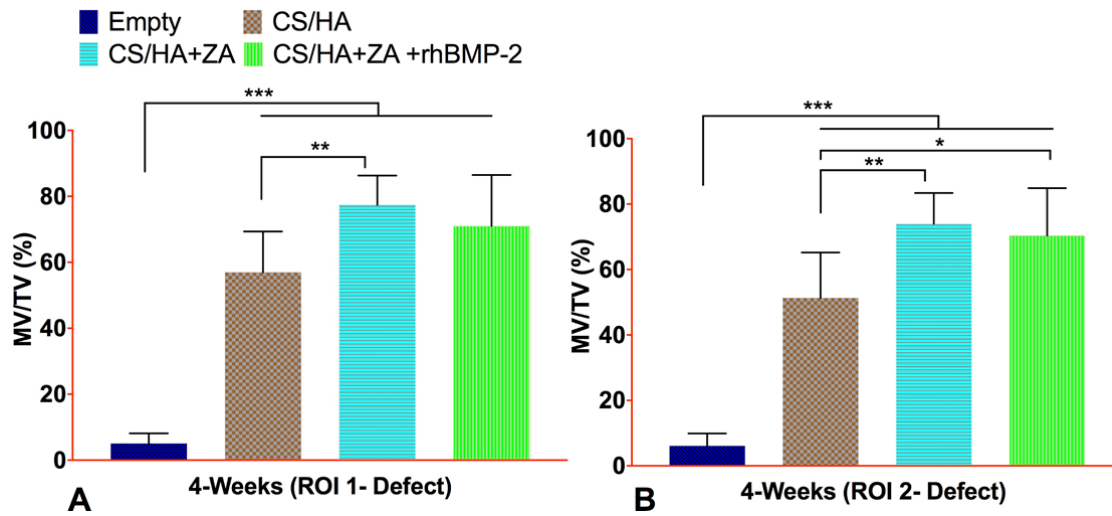 Empty
CS/HA
CS/HA+ZA
CS/HA+ZA +rhBMP-2
***
**
100
80
60
40
20
0
MV/TV (%)
A
4-Weeks (ROI 1- Defect)
***
*
**
100
80
60
40
20
0
MV/TV (%)
B
4-Weeks (ROI 2- Defect)